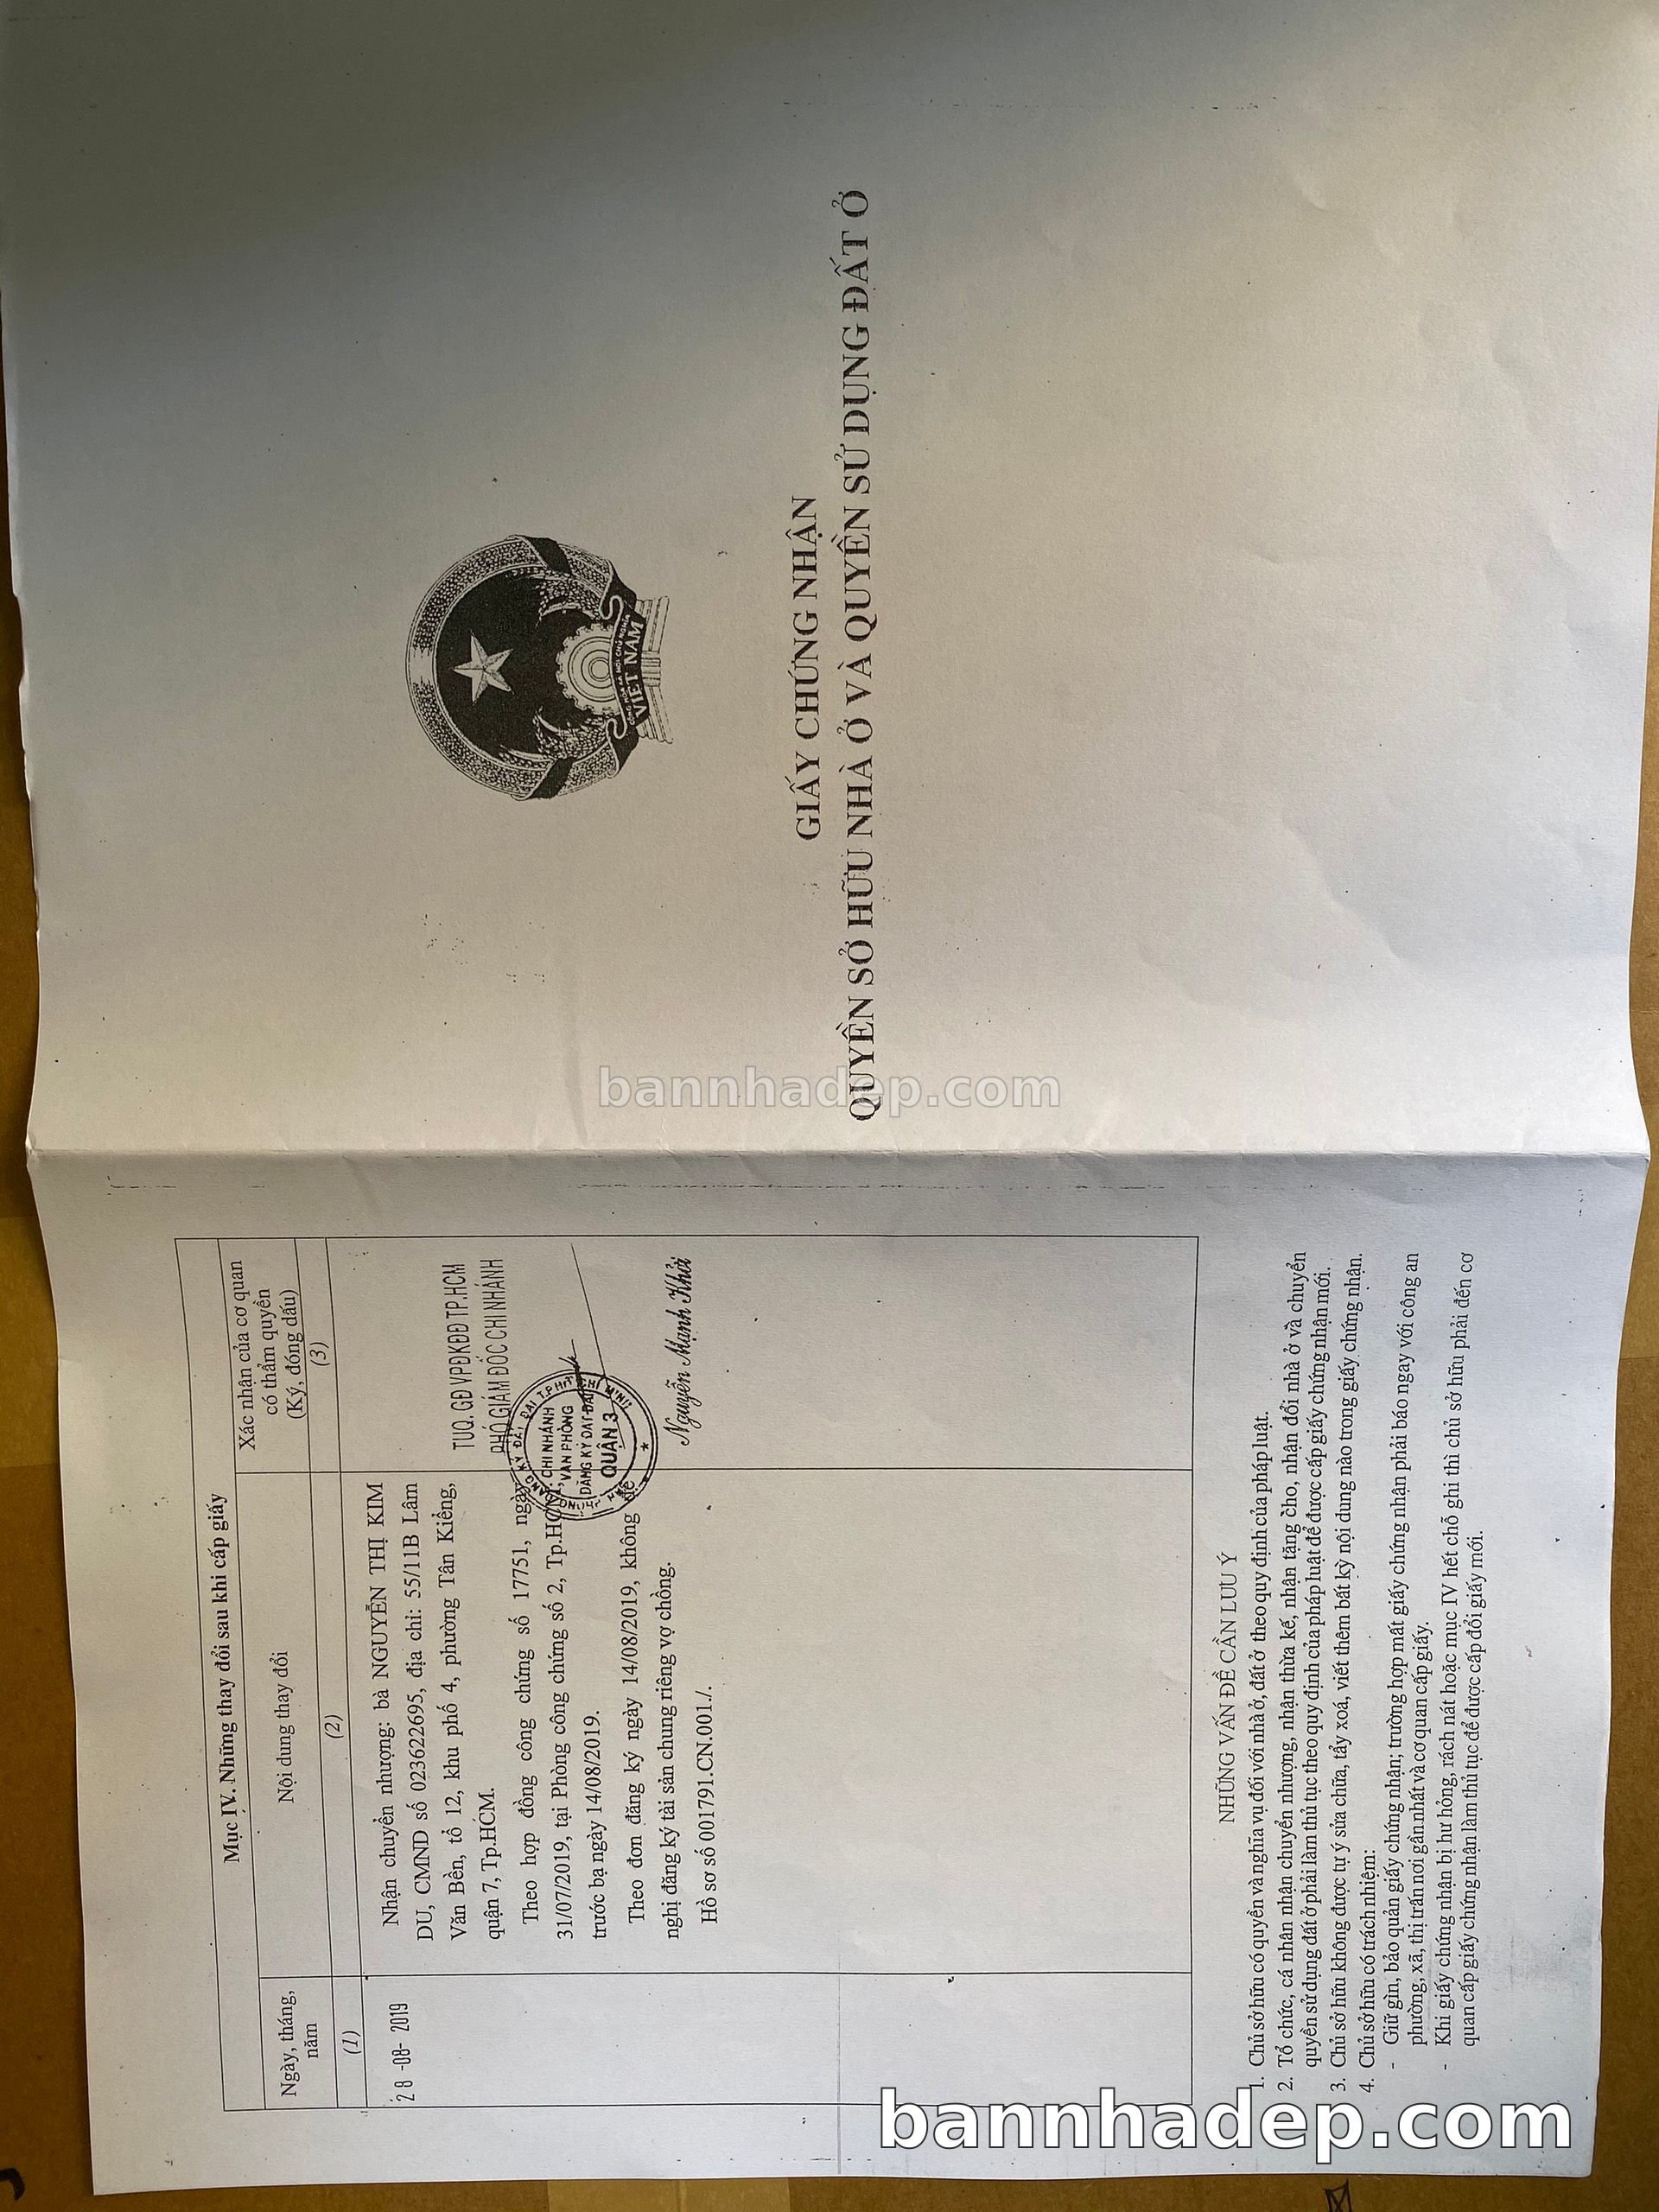 Mục IV. Những thay đổi sau khi cấp giấy
Ngày, tháng,
năm
Nội dung thay đổi
Xác nhận của cơ quan
có thẩm quyền
(Ký, đóng dấu)
(1)
(2)
(3)
28-08-2019
Nhận chuyển nhượng: bà NGUYỄN THỊ KIM
DU, CMND số 023622695, địa chỉ: 55/11B Lâm
Văn Bền, tổ 12, khu phố 4, phường Tân Kiểng,
quận 7, Tp.HCM.
Theo hợp đồng công chứng số 17751, ngày
31/07/2019, tại Phòng công chứng số 2, Tp.HCM,
trước bạ ngày 14/08/2019.
Theo đơn đăng ký ngày 14/08/2019, không đề
nghị đăng ký tài sản chung riêng vợ chồng.
Hồ sơ số 001791.CN.001./.
TUQ. GĐ VPĐKĐĐ TP.HCM
PHÓ GIÁM ĐỐC CHI NHÁNH
CHI NHÁNH
VĂN PHÒNG
ĐĂNG KÝ ĐẤT ĐAI
QUẬN 3
Nguyễn Mạnh Khởi
NHỮNG VẤN ĐỀ CẦN LƯU Ý
1. Chủ sở hữu có quyền và nghĩa vụ đối với nhà ở, đất ở theo quy định của pháp luật.
2. Tổ chức, cá nhân nhận chuyển nhượng, nhận thừa kế, nhận tặng cho, nhận đổi nhà ở và chuyển
quyền sử dụng đất ở phải làm thủ tục theo quy định của pháp luật để được cấp giấy chứng nhận mới.
3. Chủ sở hữu không được tự ý sửa chữa, tẩy xoá, viết thêm bất kỳ nội dung nào trong giấy chứng nhận.
4. Chủ sở hữu có trách nhiệm:
- Giữ gìn, bảo quản giấy chứng nhận; trường hợp mất giấy chứng nhận phải báo ngay với công an
phường, xã, thị trấn nơi gần nhất và cơ quan cấp giấy.
- Khi giấy chứng nhận bị hư hỏng, rách nát hoặc mục IV hết chỗ ghi thì chủ sở hữu phải đến cơ
quan cấp giấy chứng nhận làm thủ tục để được cấp đổi giấy mới.
CỘNG HÒA XÃ HỘI CHỦ NGHĨA
VIỆT NAM
GIẤY CHỨNG NHẬN
QUYỀN SỞ HỮU NHÀ Ở VÀ QUYỀN SỬ DỤNG ĐẤT Ở
bannhadep.com
bannhadep.com